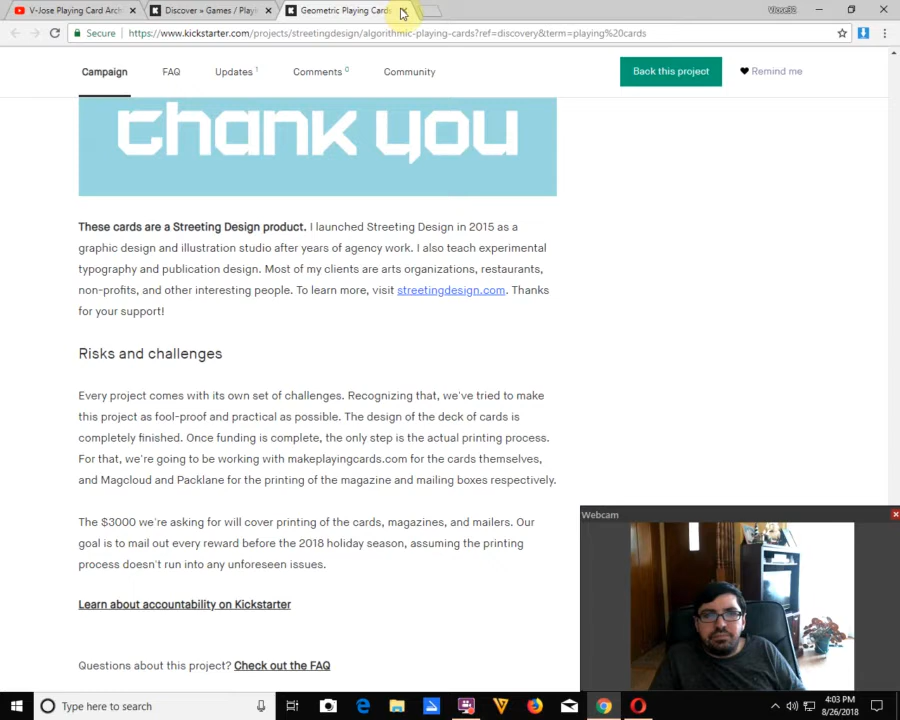 V-Jose Playing Card Arch
Discover » Games / Playi
Geometric Playing Cards
Vjose32
Secure
https://www.kickstarter.com/projects/streetingdesign/algorithmic-playing-cards?ref=discovery&term=playing%20cards
Campaign FAQ Updates 1 Comments 0 Community Back this project Remind me
thank you
These cards are a Streeting Design product. I launched Streeting Design in 2015 as a
graphic design and illustration studio after years of agency work. I also teach experimental
typography and publication design. Most of my clients are arts organizations, restaurants,
non-profits, and other interesting people. To learn more, visit streetingdesign.com. Thanks
for your support!
Risks and challenges
Every project comes with its own set of challenges. Recognizing that, we've tried to make
this project as fool-proof and practical as possible. The design of the deck of cards is
completely finished. Once funding is complete, the only step is the actual printing process.
For that, we're going to be working with makeplayingcards.com for the cards themselves,
and Magcloud and Packlane for the printing of the magazine and mailing boxes respectively.
The $3000 we're asking for will cover printing of the cards, magazines, and mailers. Our
goal is to mail out every reward before the 2018 holiday season, assuming the printing
process doesn't run into any unforeseen issues.
Learn about accountability on Kickstarter
Questions about this project? Check out the FAQ
Webcam
Type here to search
4:03 PM
8/26/2018